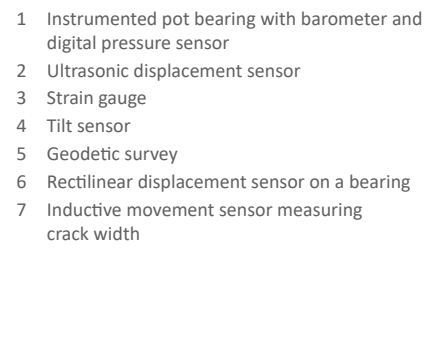 1 Instrumented pot bearing with barometer and
digital pressure sensor
2 Ultrasonic displacement sensor
3 Strain gauge
4 Tilt sensor
5 Geodetic survey
6 Rectilinear displacement sensor on a bearing
7 Inductive movement sensor measuring
crack width